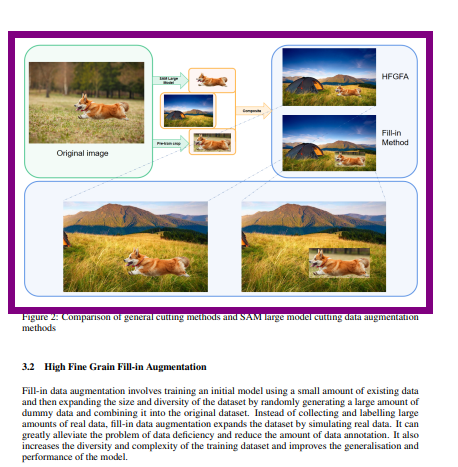 SAM Large
Model
Pre-train crop
Composite
HFGFA
Fill-in
Method
Original image
Figure 2: Comparison of general cutting methods and SAM large model cutting data augmentation
methods
3.2 High Fine Grain Fill-in Augmentation
Fill-in data augmentation involves training an initial model using a small amount of existing data
and then expanding the size and diversity of the dataset by randomly generating a large amount of
dummy data and combining it into the original dataset. Instead of collecting and labelling large
amounts of real data, fill-in data augmentation expands the dataset by simulating real data. It can
greatly alleviate the problem of data deficiency and reduce the amount of data annotation. It also
increases the diversity and complexity of the training dataset and improves the generalisation and
performance of the model.